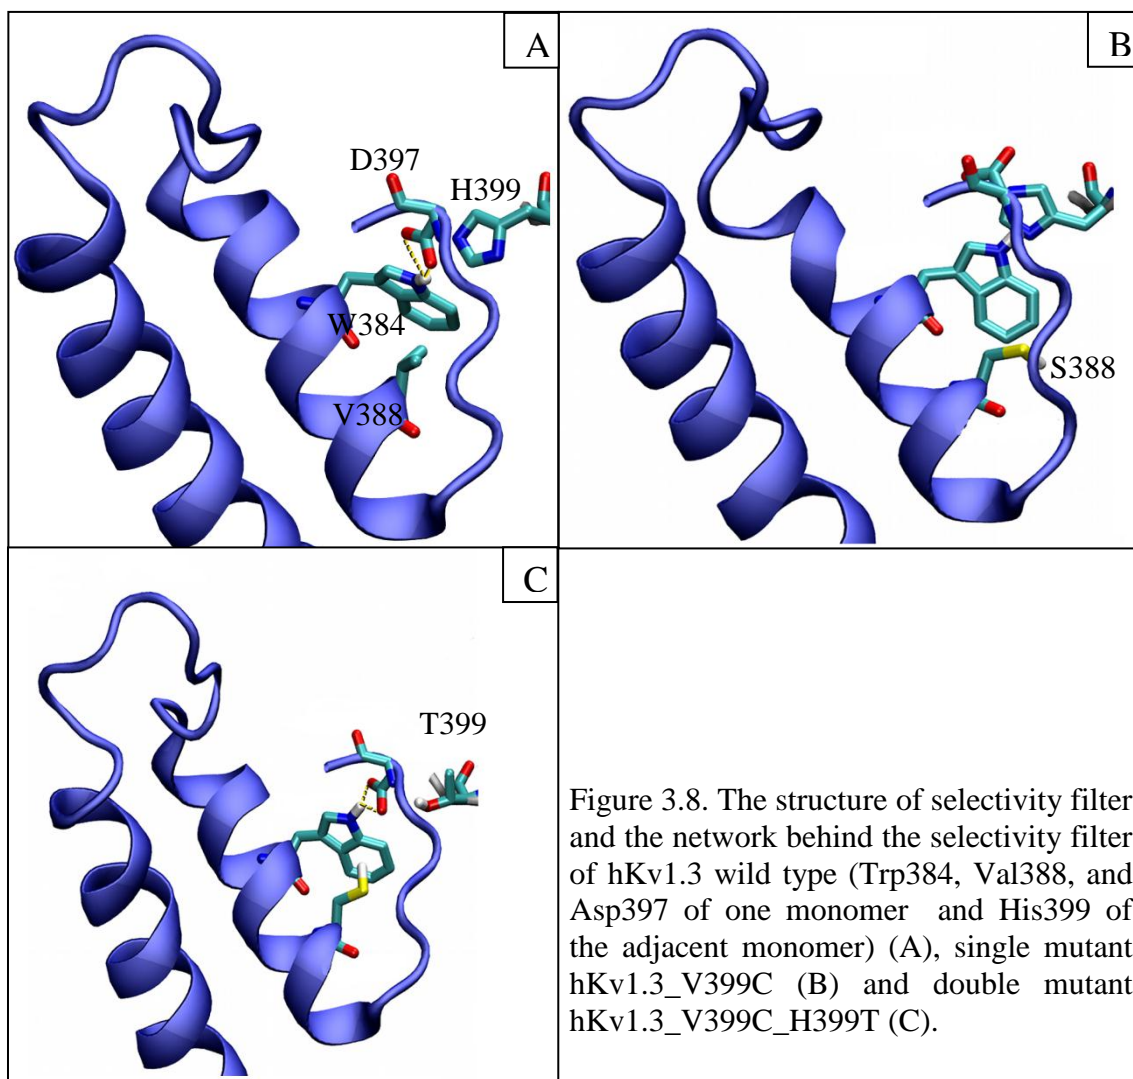 A
D397
H399
W384
V388
B
S388
C
T399
Figure 3.8. The structure of selectivity filter
and the network behind the selectivity filter
of hKv1.3 wild type (Trp384, Val388, and
Asp397 of one monomer and His399 of
the adjacent monomer) (A), single mutant
hKv1.3_V399C (B) and double mutant
hKv1.3_V399C_H399T (C).